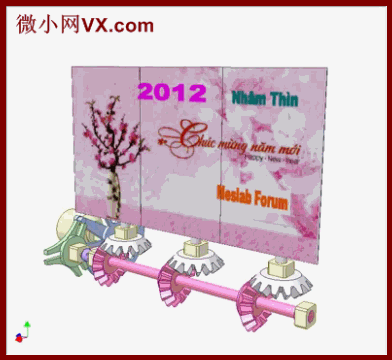 微小网VX.com
2012 Nhâm Thìn
Chúc mừng năm mới
Happy - New - Year
Meslab Forum